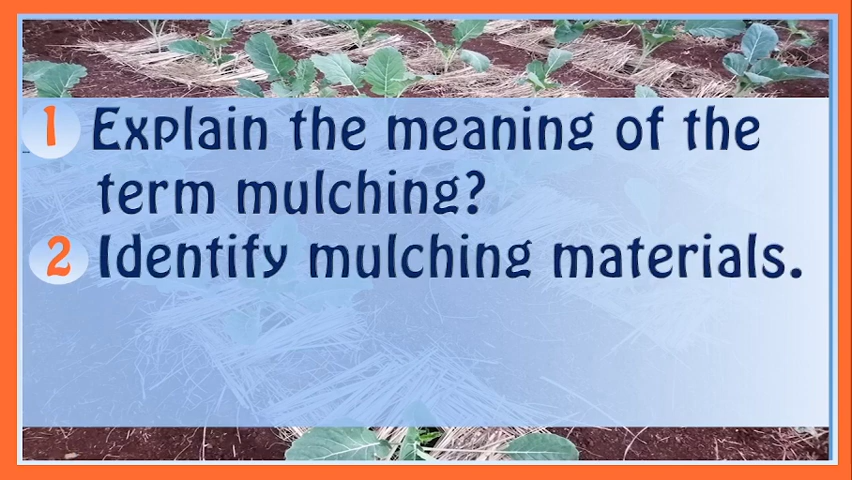 1 Explain the meaning of the
term mulching?
2 Identify mulching materials.